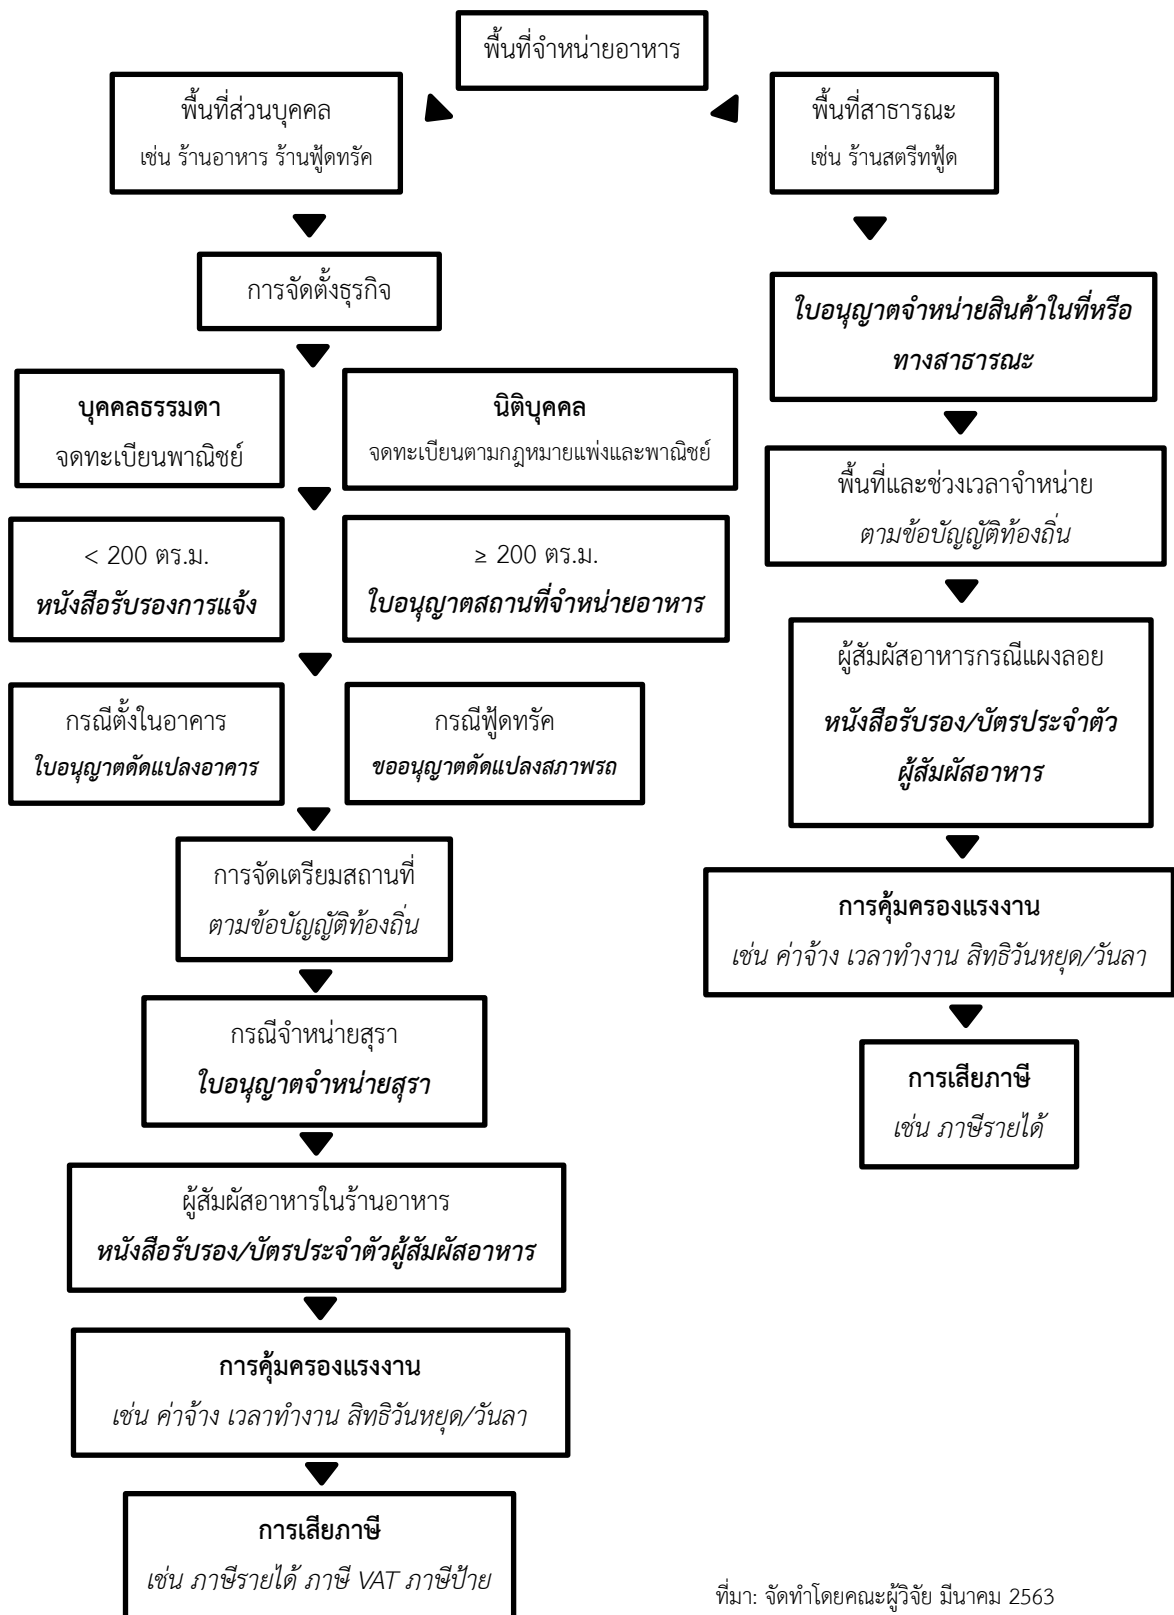 พื้นที่จำหน่ายอาหาร
พื้นที่ส่วนบุคคล
เช่น ร้านอาหาร ร้านฟู้ดทรัค
พื้นที่สาธารณะ
เช่น ร้านสตรีทฟู้ด
การจัดตั้งธุรกิจ
บุคคลธรรมดา
จดทะเบียนพาณิชย์
นิติบุคคล
จดทะเบียนตามกฎหมายแพ่งและพาณิชย์
< 200 ตร.ม.
หนังสือรับรองการแจ้ง
≥ 200 ตร.ม.
ใบอนุญาตสถานที่จำหน่ายอาหาร
กรณีตั้งในอาคาร
ใบอนุญาตดัดแปลงอาคาร
กรณีฟู้ดทรัค
ขออนุญาตดัดแปลงสภาพรถ
การจัดเตรียมสถานที่
ตามข้อบัญญัติท้องถิ่น
กรณีจำหน่ายสุรา
ใบอนุญาตจำหน่ายสุรา
ผู้สัมผัสอาหารในร้านอาหาร
หนังสือรับรอง/บัตรประจำตัวผู้สัมผัสอาหาร
การคุ้มครองแรงงาน
เช่น ค่าจ้าง เวลาทำงาน สิทธิวันหยุด/วันลา
การเสียภาษี
เช่น ภาษีรายได้ ภาษี VAT ภาษีป้าย
ใบอนุญาตจำหน่ายสินค้าในที่หรือ
ทางสาธารณะ
พื้นที่และช่วงเวลาจำหน่าย
ตามข้อบัญญัติท้องถิ่น
ผู้สัมผัสอาหารกรณีแผงลอย
หนังสือรับรอง/บัตรประจำตัว
ผู้สัมผัสอาหาร
การคุ้มครองแรงงาน
เช่น ค่าจ้าง เวลาทำงาน สิทธิวันหยุด/วันลา
การเสียภาษี
เช่น ภาษีรายได้
ที่มา: จัดทำโดยคณะผู้วิจัย มีนาคม 2563